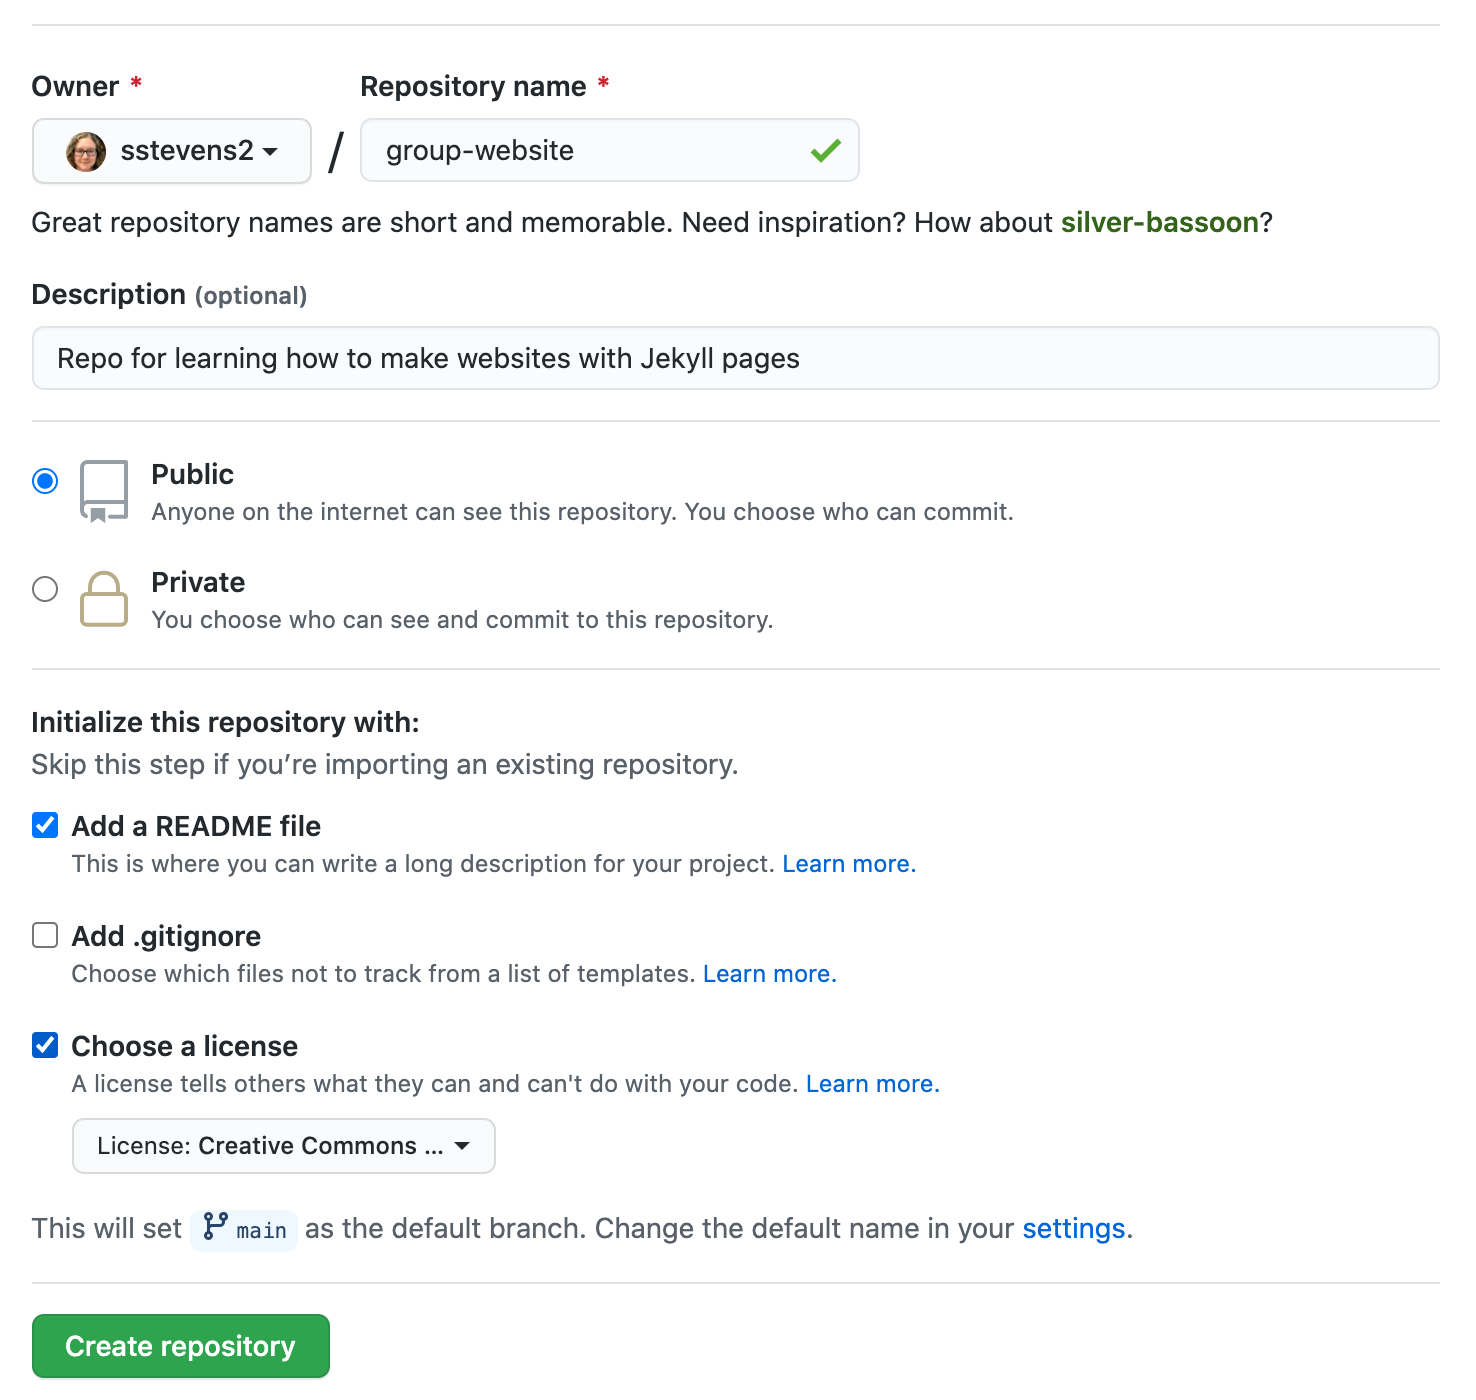 Owner * Repository name *
sstevens2 / group-website
Great repository names are short and memorable. Need inspiration? How about silver-bassoon?
Description (optional)
Repo for learning how to make websites with Jekyll pages
Public
Anyone on the internet can see this repository. You choose who can commit.
Private
You choose who can see and commit to this repository.
Initialize this repository with:
Skip this step if you’re importing an existing repository.
Add a README file
This is where you can write a long description for your project. Learn more.
Add .gitignore
Choose which files not to track from a list of templates. Learn more.
Choose a license
A license tells others what they can and can't do with your code. Learn more.
License: Creative Commons ...
This will set main as the default branch. Change the default name in your settings.
Create repository